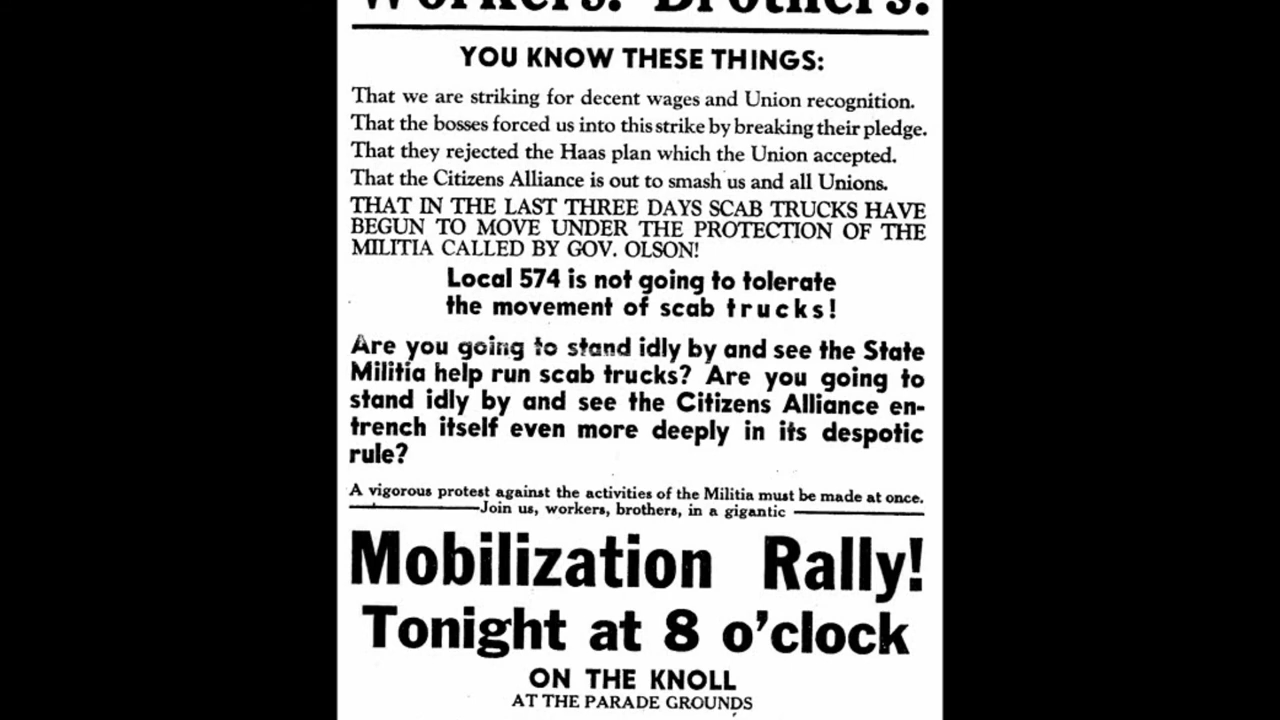 Workers! Brothers!
YOU KNOW THESE THINGS:
That we are striking for decent wages and Union recognition.
That the bosses forced us into this strike by breaking their pledge.
That they rejected the Haas plan which the Union accepted.
That the Citizens Alliance is out to smash us and all Unions.
THAT IN THE LAST THREE DAYS SCAB TRUCKS HAVE
BEGUN TO MOVE UNDER THE PROTECTION OF THE
MILITIA CALLED BY GOV. OLSON!
Local 574 is not going to tolerate
the movement of scab trucks!
Are you going to stand idly by and see the State
Militia help run scab trucks? Are you going to
stand idly by and see the Citizens Alliance en-
trench itself even more deeply in its despotic
rule?
A vigorous protest against the activities of the Militia must be made at once.
Join us, workers, brothers, in a gigantic
Mobilization Rally!
Tonight at 8 o'clock
ON THE KNOLL
AT THE PARADE GROUNDS